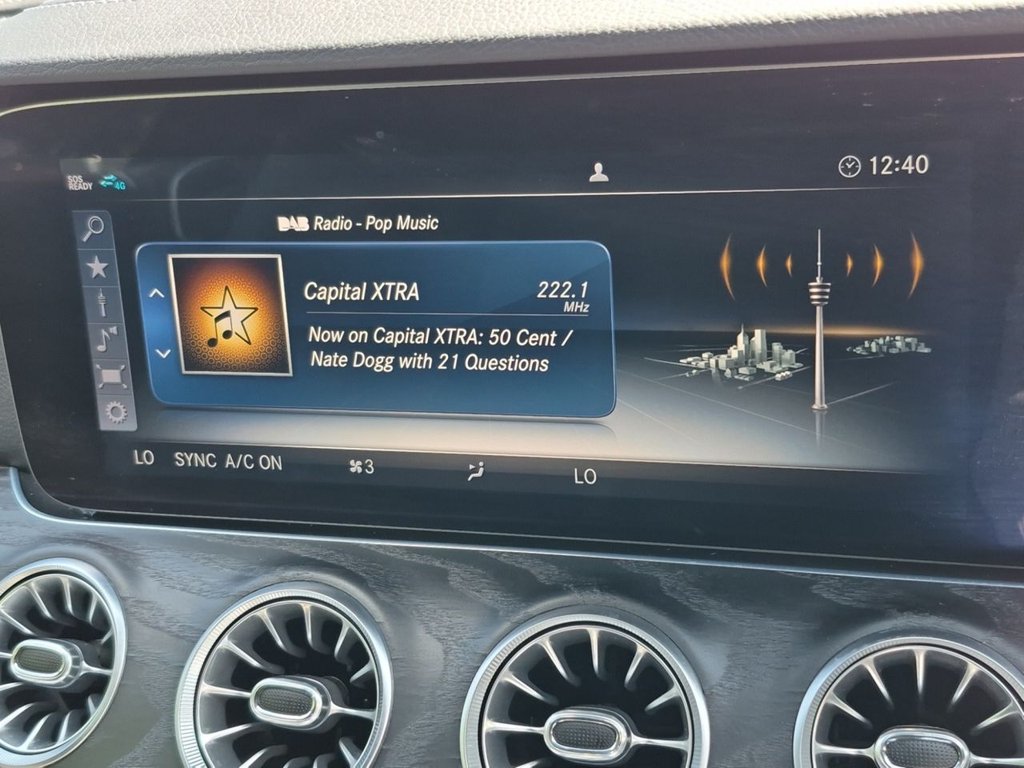 SOS
READY
4G
12:40
DAB Radio - Pop Music
Capital XTRA
222.1
MHz
Now on Capital XTRA: 50 Cent /
Nate Dogg with 21 Questions
LO SYNC A/C ON 3 LO